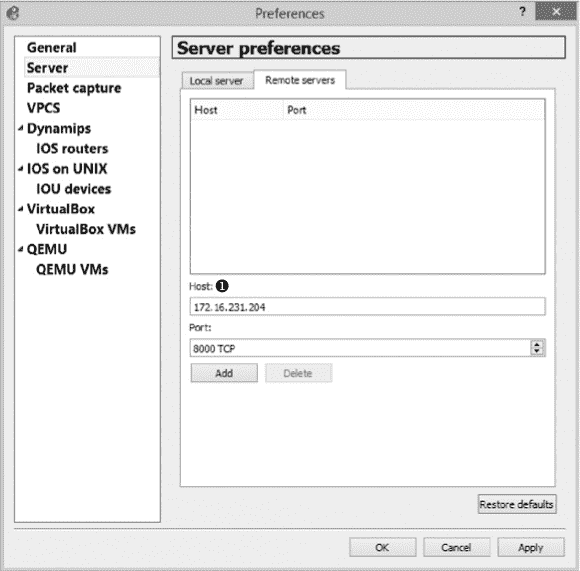 Preferences
?
General
Server
Packet capture
VPCS
Dynamips
IOS routers
IOS on UNIX
IOU devices
VirtualBox
VirtualBox VMs
QEMU
QEMU VMs
Server preferences
Local server
Remote servers
Host Port
Host: ❶
172.16.231.204
Port:
8000 TCP
Add
Delete
Restore defaults
OK
Cancel
Apply